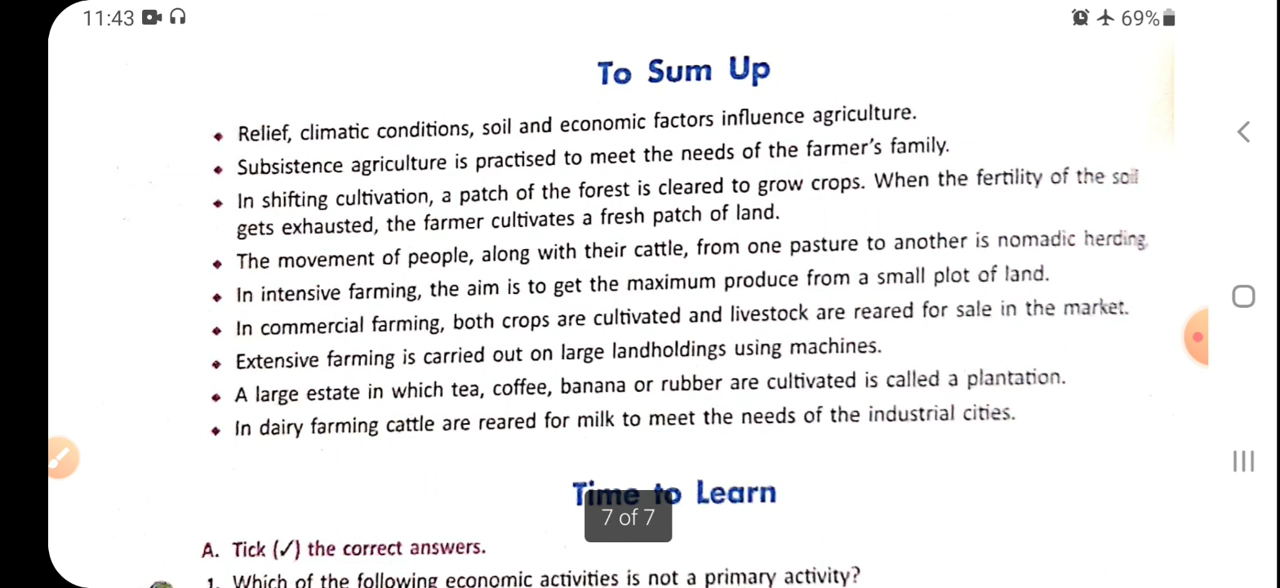 11:43
69%
To Sum Up
Relief, climatic conditions, soil and economic factors influence agriculture.
Subsistence agriculture is practised to meet the needs of the farmer's family.
In shifting cultivation, a patch of the forest is cleared to grow crops. When the fertility of the soil
gets exhausted, the farmer cultivates a fresh patch of land.
The movement of people, along with their cattle, from one pasture to another is nomadic herding
In intensive farming, the aim is to get the maximum produce from a small plot of land.
In commercial farming, both crops are cultivated and livestock are reared for sale in the market.
Extensive farming is carried out on large landholdings using machines.
A large estate in which tea, coffee, banana or rubber are cultivated is called a plantation.
In dairy farming cattle are reared for milk to meet the needs of the industrial cities.
Time to Learn
7 of 7
A. Tick (✓) the correct answers.
1. Which of the following economic activities is not a primary activity?